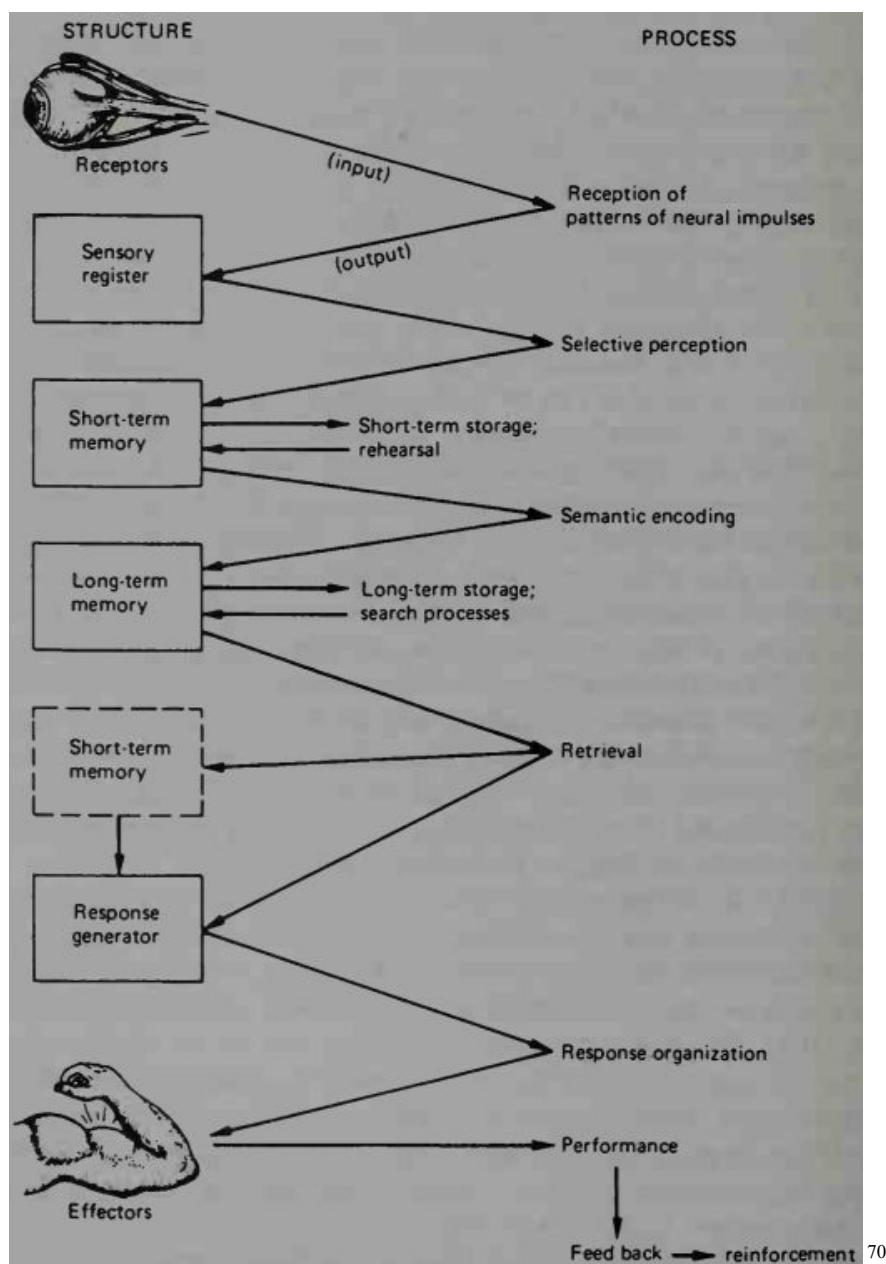 STRUCTURE
PROCESS
Receptors
(input)
Reception of
patterns of neural impulses
(output)
Sensory
register
Selective perception
Short-term
memory
Short-term storage;
rehearsal
Semantic encoding
Long-term
memory
Long-term storage;
search processes
Short-term
memory
Retrieval
Response
generator
Response organization
Effectors
Performance
Feed back
reinforcement
70